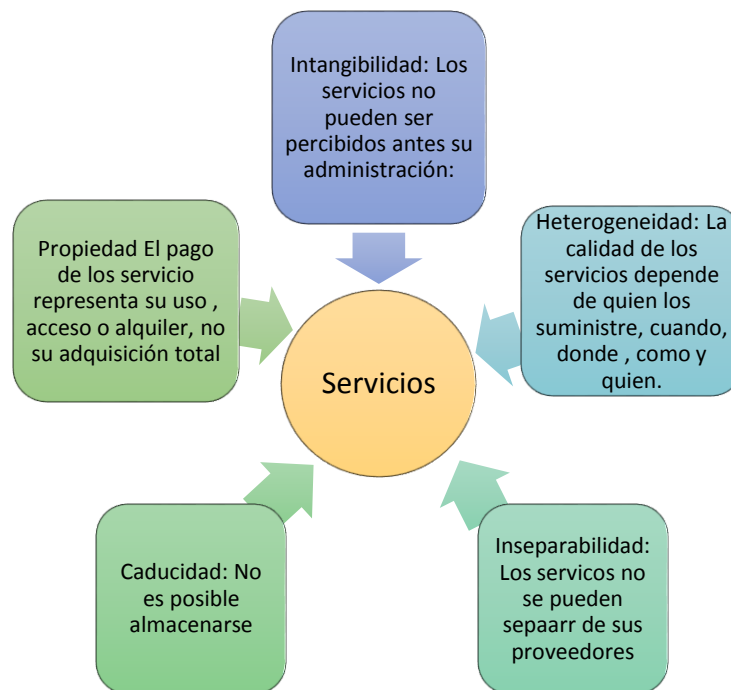 Intangibilidad: Los
servicios no
pueden ser
percibidos antes su
administración:
Propiedad El pago
de los servicio
representa su uso ,
acceso o alquiler, no
su adquisición total
Heterogeneidad: La
calidad de los
servicios depende
de quien los
suministre, cuando,
donde , como y
quien.
Servicios
Caducidad: No
es posible
almacenarse
Inseparabilidad:
Los servicos no
se pueden
sepaarr de sus
proveedores